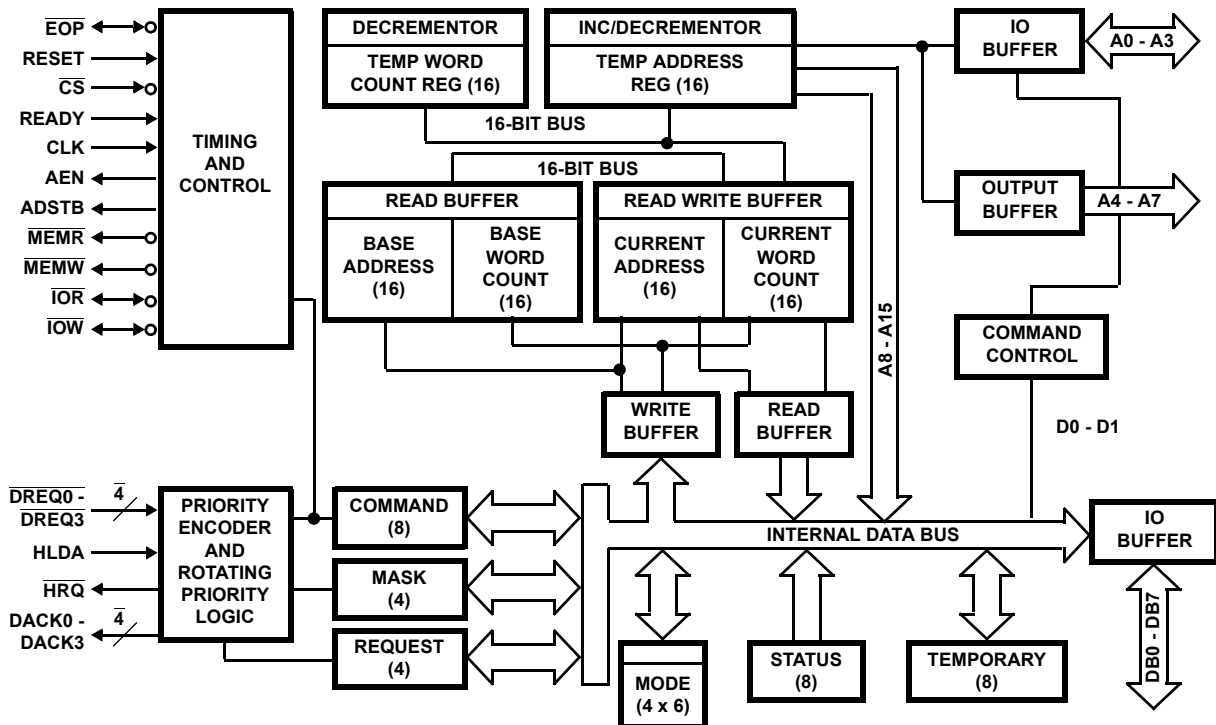 EOP
RESET
CS
READY
CLK
AEN
ADSTB
MEMR
MEMW
IOR
IOW
TIMING
AND
CONTROL
DECREMENTOR
TEMP WORD
COUNT REG (16)
INC/DECREMENTOR
TEMP ADDRESS
REG (16)
16-BIT BUS
16-BIT BUS
READ BUFFER
BASE
ADDRESS
(16)
BASE
WORD
COUNT
(16)
READ WRITE BUFFER
CURRENT
ADDRESS
(16)
CURRENT
WORD
COUNT
(16)
WRITE
BUFFER
READ
BUFFER
A8 - A15
IO
BUFFER
A0 - A3
OUTPUT
BUFFER
A4 - A7
COMMAND
CONTROL
D0 - D1
DREQ0 -
DREQ3
4
HLDA
HRQ
DACK0 -
DACK3
4
PRIORITY
ENCODER
AND
ROTATING
PRIORITY
LOGIC
COMMAND
(8)
MASK
(4)
REQUEST
(4)
INTERNAL DATA BUS
IO
BUFFER
MODE
(4 x 6)
STATUS
(8)
TEMPORARY
(8)
DB0 - DB7